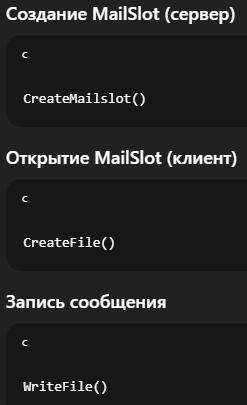 Создание MailSlot (сервер)
c
CreateMailslot()
Открытие MailSlot (клиент)
c
CreateFile()
Запись сообщения
c
WriteFile()